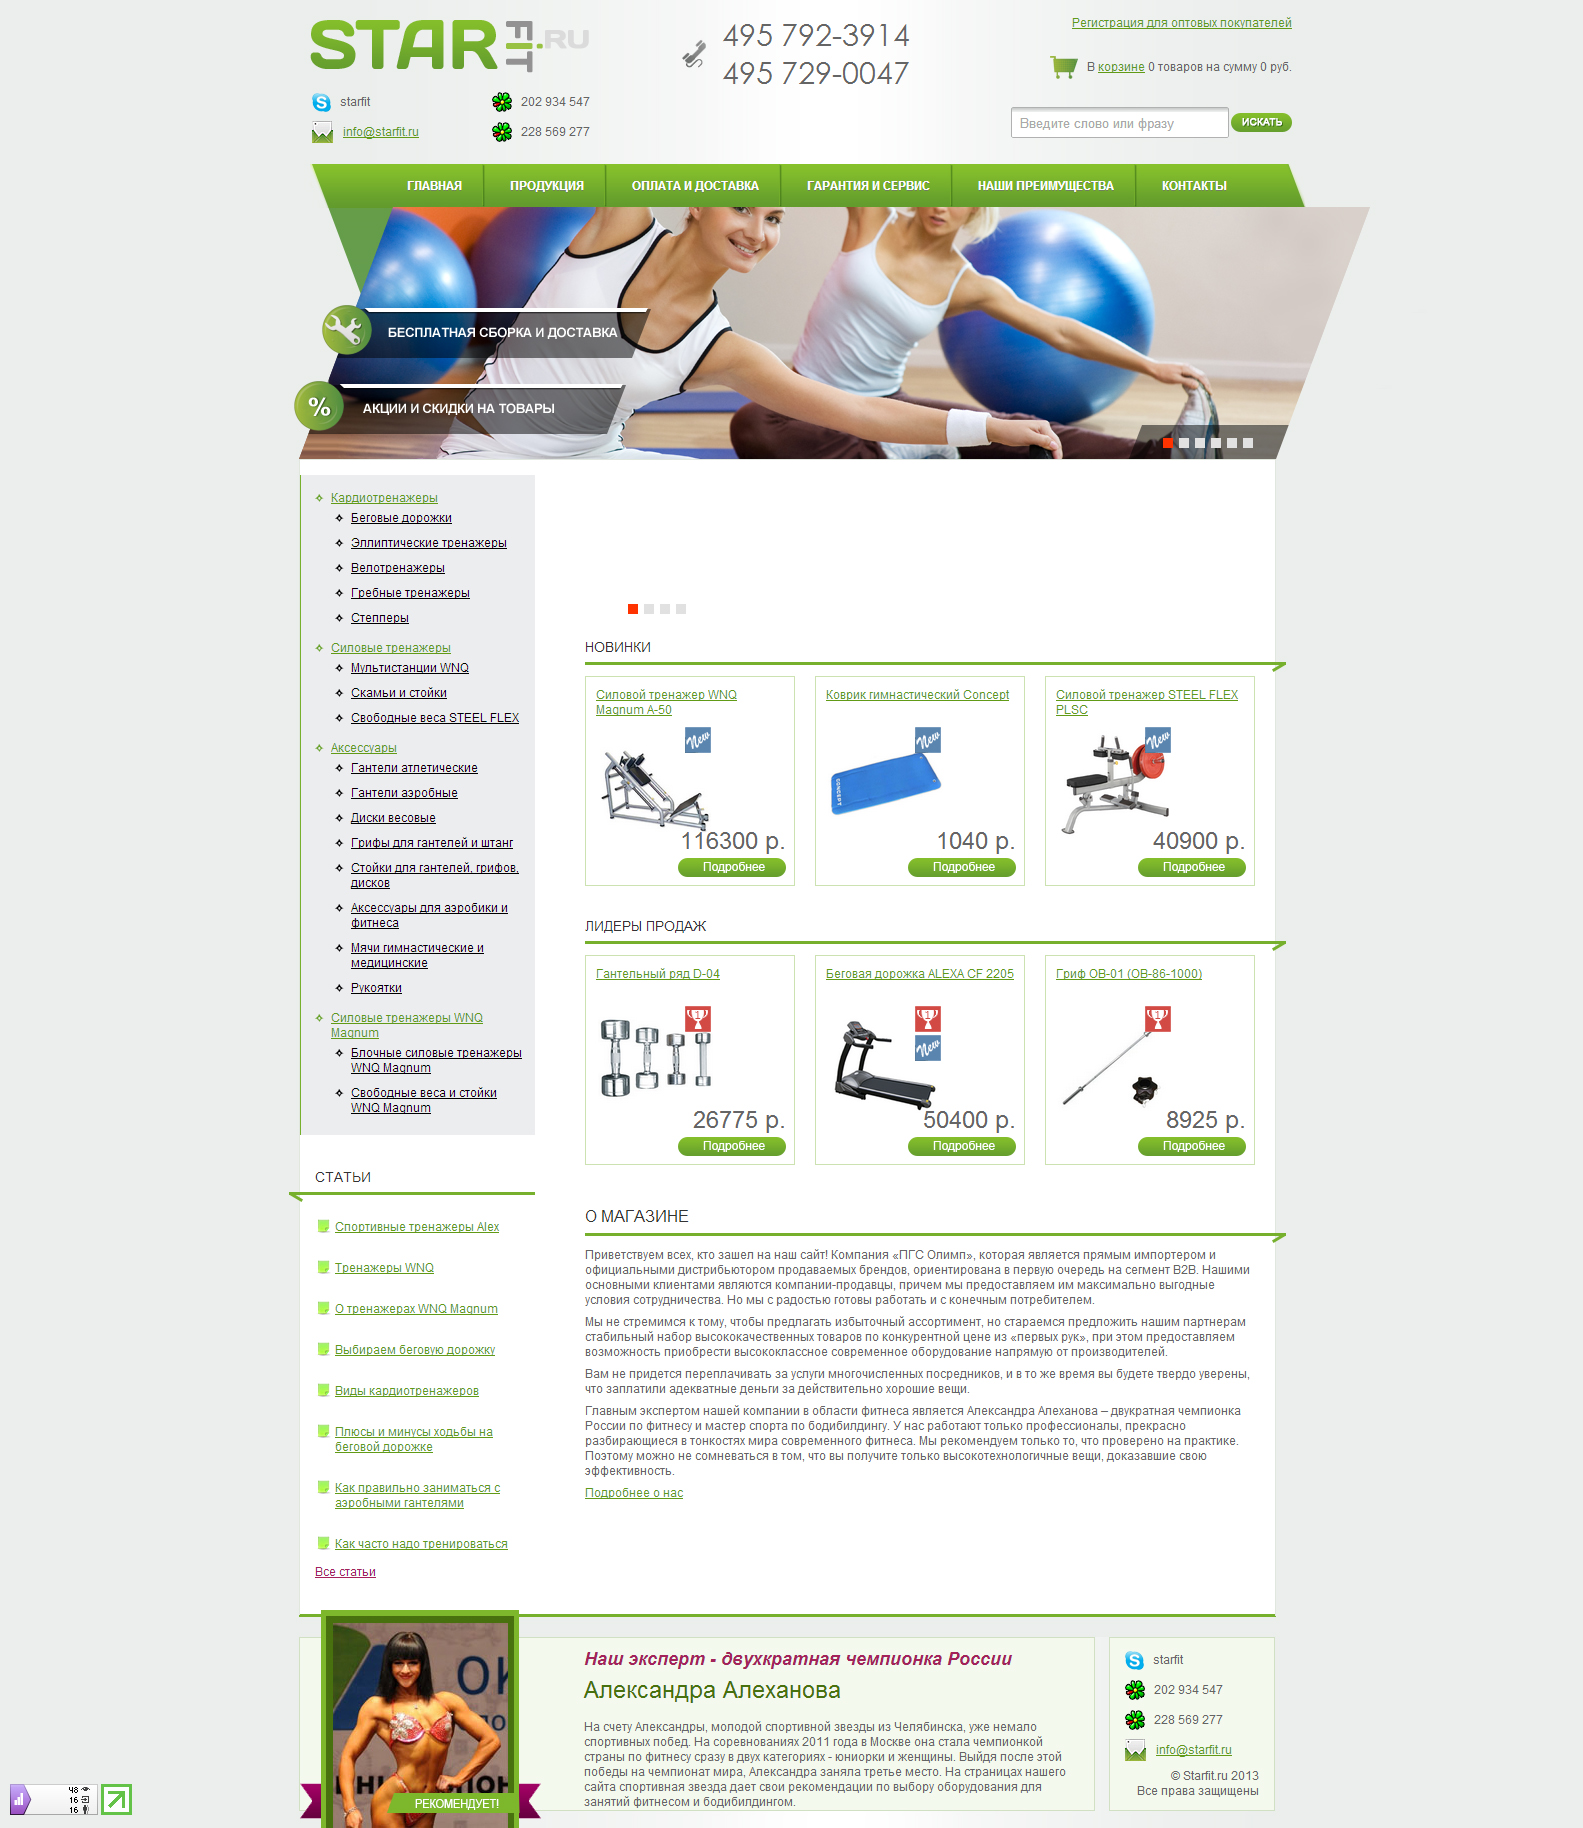 STARFIT.RU
495 792-3914
495 729-0047
Регистрация для оптовых покупателей
В корзине 0 товаров на сумму 0 руб.
starfit
202 934 547
info@starfit.ru
228 569 277
Введите слово или фразу
ИСКАТЬ
ГЛАВНАЯ
ПРОДУКЦИЯ
ОПЛАТА И ДОСТАВКА
ГАРАНТИЯ И СЕРВИС
НАШИ ПРЕИМУЩЕСТВА
КОНТАКТЫ
БЕСПЛАТНАЯ СБОРКА И ДОСТАВКА
%
АКЦИИ И СКИДКИ НА ТОВАРЫ
Кардиотренажеры
Беговые дорожки
Эллиптические тренажеры
Велотренажеры
Гребные тренажеры
Степперы
Силовые тренажеры
Мультистанции WNQ
Скамьи и стойки
Свободные веса STEEL FLEX
Аксессуары
Гантели атлетические
Гантели аэробные
Диски весовые
Грифы для гантелей и штанг
Стойки для гантелей, грифов,
дисков
Аксессуары для аэробики и
фитнеса
Мячи гимнастические и
медицинские
Рукоятки
Силовые тренажеры WNQ
Magnum
Блочные силовые тренажеры
WNQ Magnum
Свободные веса и стойки
WNQ Magnum
СТАТЬИ
Спортивные тренажеры Alex
Тренажеры WNQ
О тренажерах WNQ Magnum
Выбираем беговую дорожку
Виды кардиотренажеров
Плюсы и минусы ходьбы на
беговой дорожке
Как правильно заниматься с
аэробными гантелями
Как часто надо тренироваться
Все статьи
НОВИНКИ
Силовой тренажер WNQ
Magnum A-50
New
116300 р.
Подробнее
Коврик гимнастический Concept
New
CONCEPT
1040 р.
Подробнее
Силовой тренажер STEEL FLEX
PLSC
New
40900 р.
Подробнее
ЛИДЕРЫ ПРОДАЖ
Гантельный ряд D-04
1
26775 р.
Подробнее
Беговая дорожка ALEXA CF 2205
1
New
50400 р.
Подробнее
Гриф ОВ-01 (ОВ-86-1000)
1
8925 р.
Подробнее
О МАГАЗИНЕ
Приветствуем всех, кто зашел на наш сайт! Компания «ПГС Олимп», которая является прямым импортером и
официальными дистрибьютором продаваемых брендов, ориентирована в первую очередь на сегмент B2B. Нашими
основными клиентами являются компании-продавцы, причем мы предоставляем им максимально выгодные
условия сотрудничества. Но мы с радостью готовы работать и с конечным потребителем.
Мы не стремимся к тому, чтобы предлагать избыточный ассортимент, но стараемся предложить нашим партнерам
стабильный набор высококачественных товаров по конкурентной цене из «первых рук», при этом предоставляем
возможность приобрести высококлассное современное оборудование напрямую от производителей.
Вам не придется переплачивать за услуги многочисленных посредников, и в то же время вы будете твердо уверены,
что заплатили адекватные деньги за действительно хорошие вещи.
Главным экспертом нашей компании в области фитнеса является Александра Алеханова – двукратная чемпионка
России по фитнесу и мастер спорта по бодибилдингу. У нас работают только профессионалы, прекрасно
разбирающиеся в тонкостях мира современного фитнеса. Мы рекомендуем только то, что проверено на практике.
Поэтому можно не сомневаться в том, что вы получите только высокотехнологичные вещи, доказавшие свою
эффективность.
Подробнее о нас
РЕКОМЕНДУЕТ!
Наш эксперт - двухкратная чемпионка России
Александра Алеханова
На счету Александры, молодой спортивной звезды из Челябинска, уже немало
спортивных побед. На соревнованиях 2011 года в Москве она стала чемпионкой
страны по фитнесу сразу в двух категориях - юниорки и женщины. Выйдя после этой
победы на чемпионат мира, Александра заняла третье место. На страницах нашего
сайта спортивная звезда дает свои рекомендации по выбору оборудования для
занятий фитнесом и бодибилдингом.
starfit
202 934 547
228 569 277
info@starfit.ru
© Starfit.ru 2013
Все права защищены
48
16
16